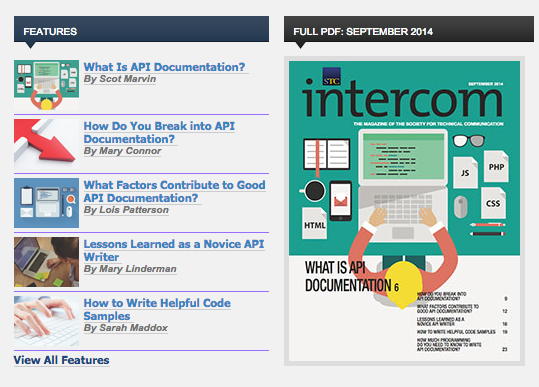 FEATURES
What Is API Documentation?
By Scot Marvin
How Do You Break into API
Documentation?
By Mary Connor
What Factors Contribute to Good
API Documentation?
By Lois Patterson
Lessons Learned as a Novice API
Writer
By Mary Linderman
How to Write Helpful Code
Samples
By Sarah Maddox
View All Features
FULL PDF: SEPTEMBER 2014
STC
SEPTEMBER 2014
intercom
THE MAGAZINE OF THE SOCIETY FOR TECHNICAL COMMUNICATION
JS
PHP
CSS
HTML
WHAT IS API
DOCUMENTATION 6
HOW DO YOU BREAK INTO
API DOCUMENTATION? 9
WHAT FACTORS CONTRIBUTE TO
GOOD API DOCUMENTATION? 12
LESSONS LEARNED AS A
NOVICE API WRITER 16
HOW TO WRITE HELPFUL CODE SAMPLES 19
HOW MUCH PROGRAMMING
DO YOU NEED TO KNOW TO WRITE
API DOCUMENTATION? 23